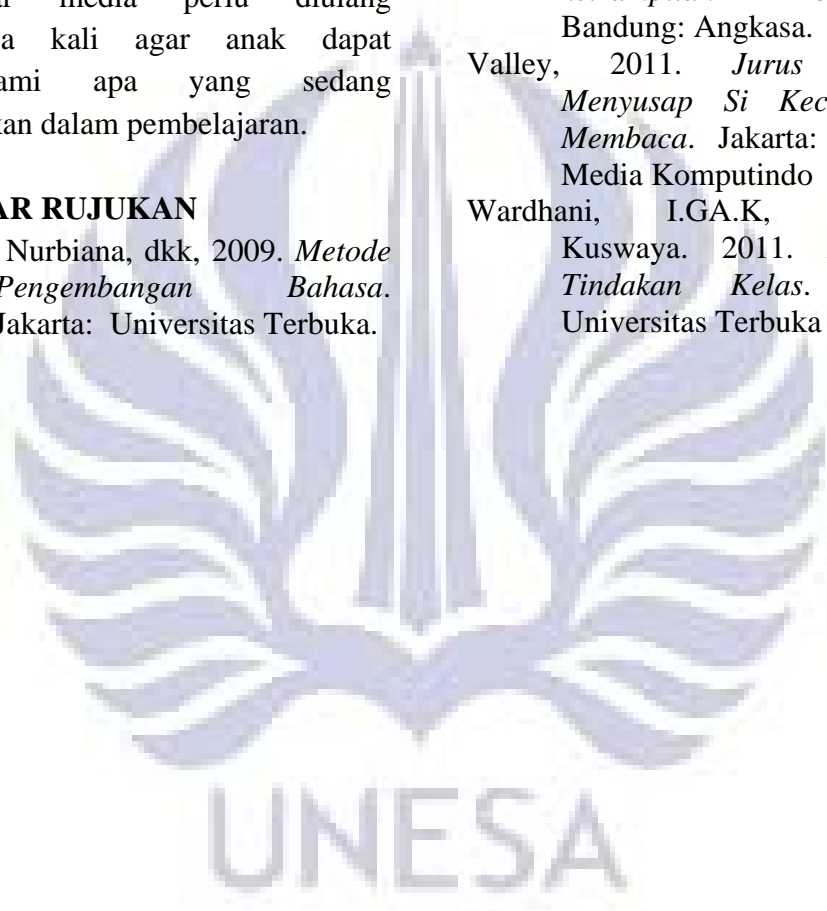 media perlu diulang
a kali agar anak dapat
ami apa yang sedang
kan dalam pembelajaran.
AR RUJUKAN
Nurbiana, dkk, 2009. Metode
Pengembangan Bahasa.
Jakarta: Universitas Terbuka.
Bandung: Angkasa.
Valley, 2011. Jurus
Menyusap Si Kec
Membaca. Jakarta:
Media Komputindo
Wardhani, I.GA.K,
Kuswaya. 2011.
Tindakan Kelas.
Universitas Terbuka
UNESA